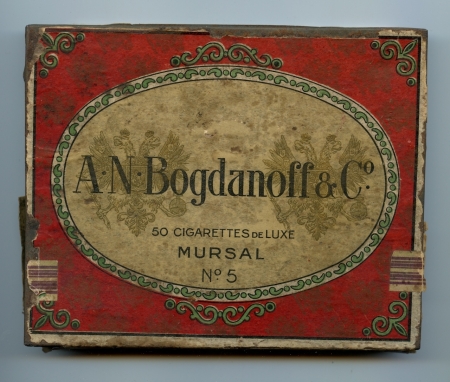 A·N·Bogdanoff & Cº.
50 CIGARETTES DE LUXE
MURSAL
Nº 5